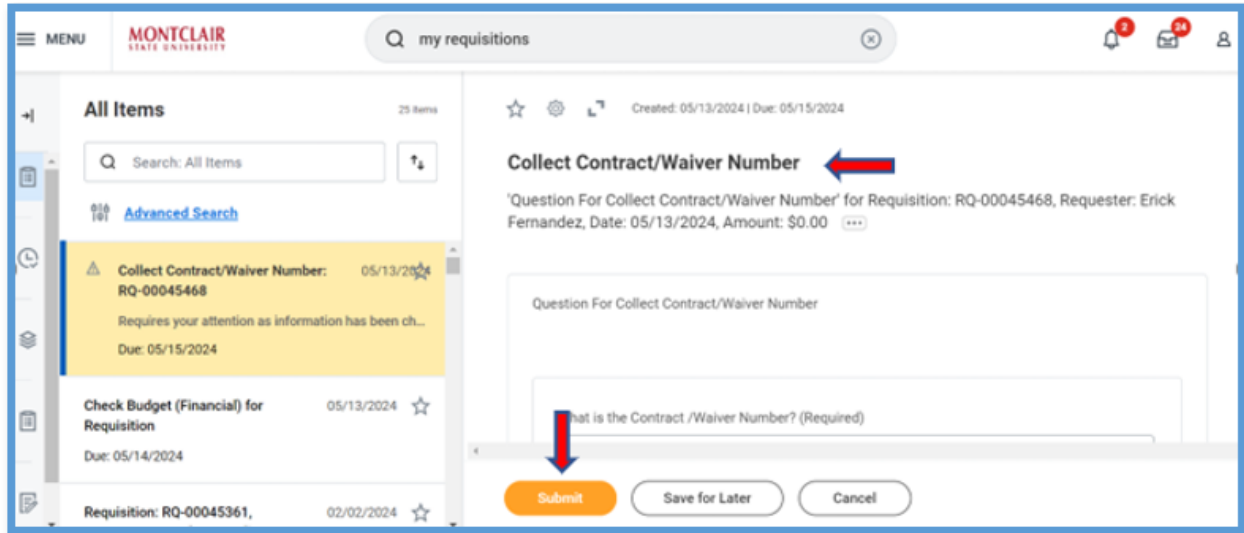 MENU
MONTCLAIR
STATE UNIVERSITY
my requisitions
2
24
All Items
25 items
Search: All Items
Advanced Search
Collect Contract/Waiver Number: 05/13/2024
RQ-00045468
Requires your attention as information has been ch...
Due: 05/15/2024
Check Budget (Financial) for 05/13/2024
Requisition
Due: 05/14/2024
Requisition: RQ-00045361, 02/02/2024
Created: 05/13/2024 | Due: 05/15/2024
Collect Contract/Waiver Number
'Question For Collect Contract/Waiver Number' for Requisition: RQ-00045468, Requester: Erick
Fernandez, Date: 05/13/2024, Amount: $0.00
Question For Collect Contract/Waiver Number
hat is the Contract /Waiver Number? (Required)
Submit
Save for Later
Cancel